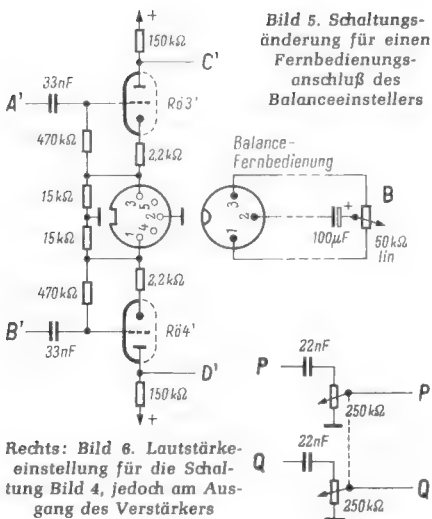 +
150kΩ
C'
33nF
A'
Rö3'
470kΩ
2,2kΩ
15kΩ
15kΩ
3
5
2
4
1
470kΩ
2,2kΩ
B'
33nF
Rö4'
D'
150kΩ
+
Bild 5. Schaltungs-
änderung für einen
Fernbedienungs-
anschluß des
Balanceeinstellers
Balance-
Fernbedienung
3
2
1
+
100µF
B
50kΩ
lin
Rechts: Bild 6. Lautstärke-
einstellung für die Schal-
tung Bild 4, jedoch am Aus-
gang des Verstärkers
22nF
P
P
250kΩ
22nF
Q
Q
250kΩ